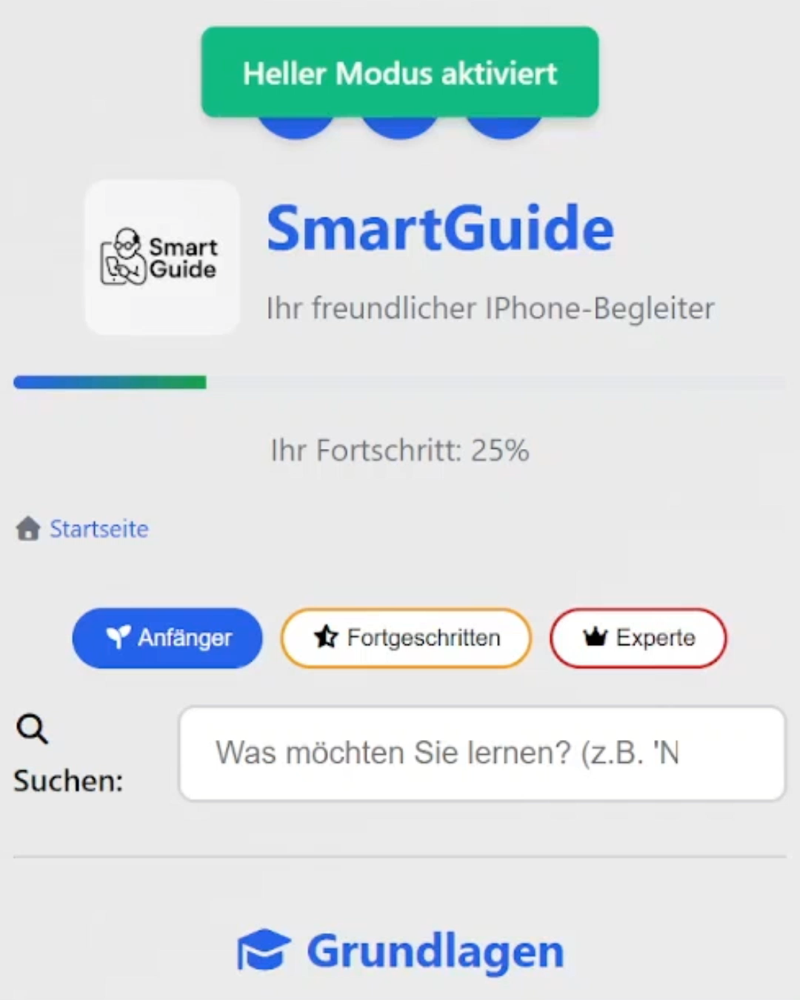 Heller Modus aktiviert
Smart
Guide
SmartGuide
Ihr freundlicher IPhone-Begleiter
Ihr Fortschritt: 25%
Startseite
Anfänger
Fortgeschritten
Experte
Suchen:
Was möchten Sie lernen? (z.B. 'N
Grundlagen